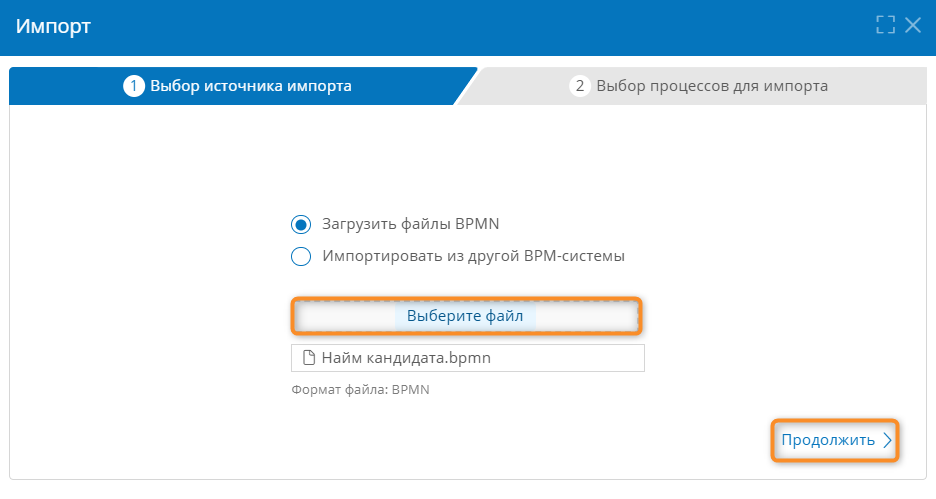 Импорт
1 Выбор источника импорта
2 Выбор процессов для импорта
Загрузить файлы BPMN
Импортировать из другой BPM-системы
Выберите файл
Найм кандидата.bpmn
Формат файла: BPMN
Продолжить